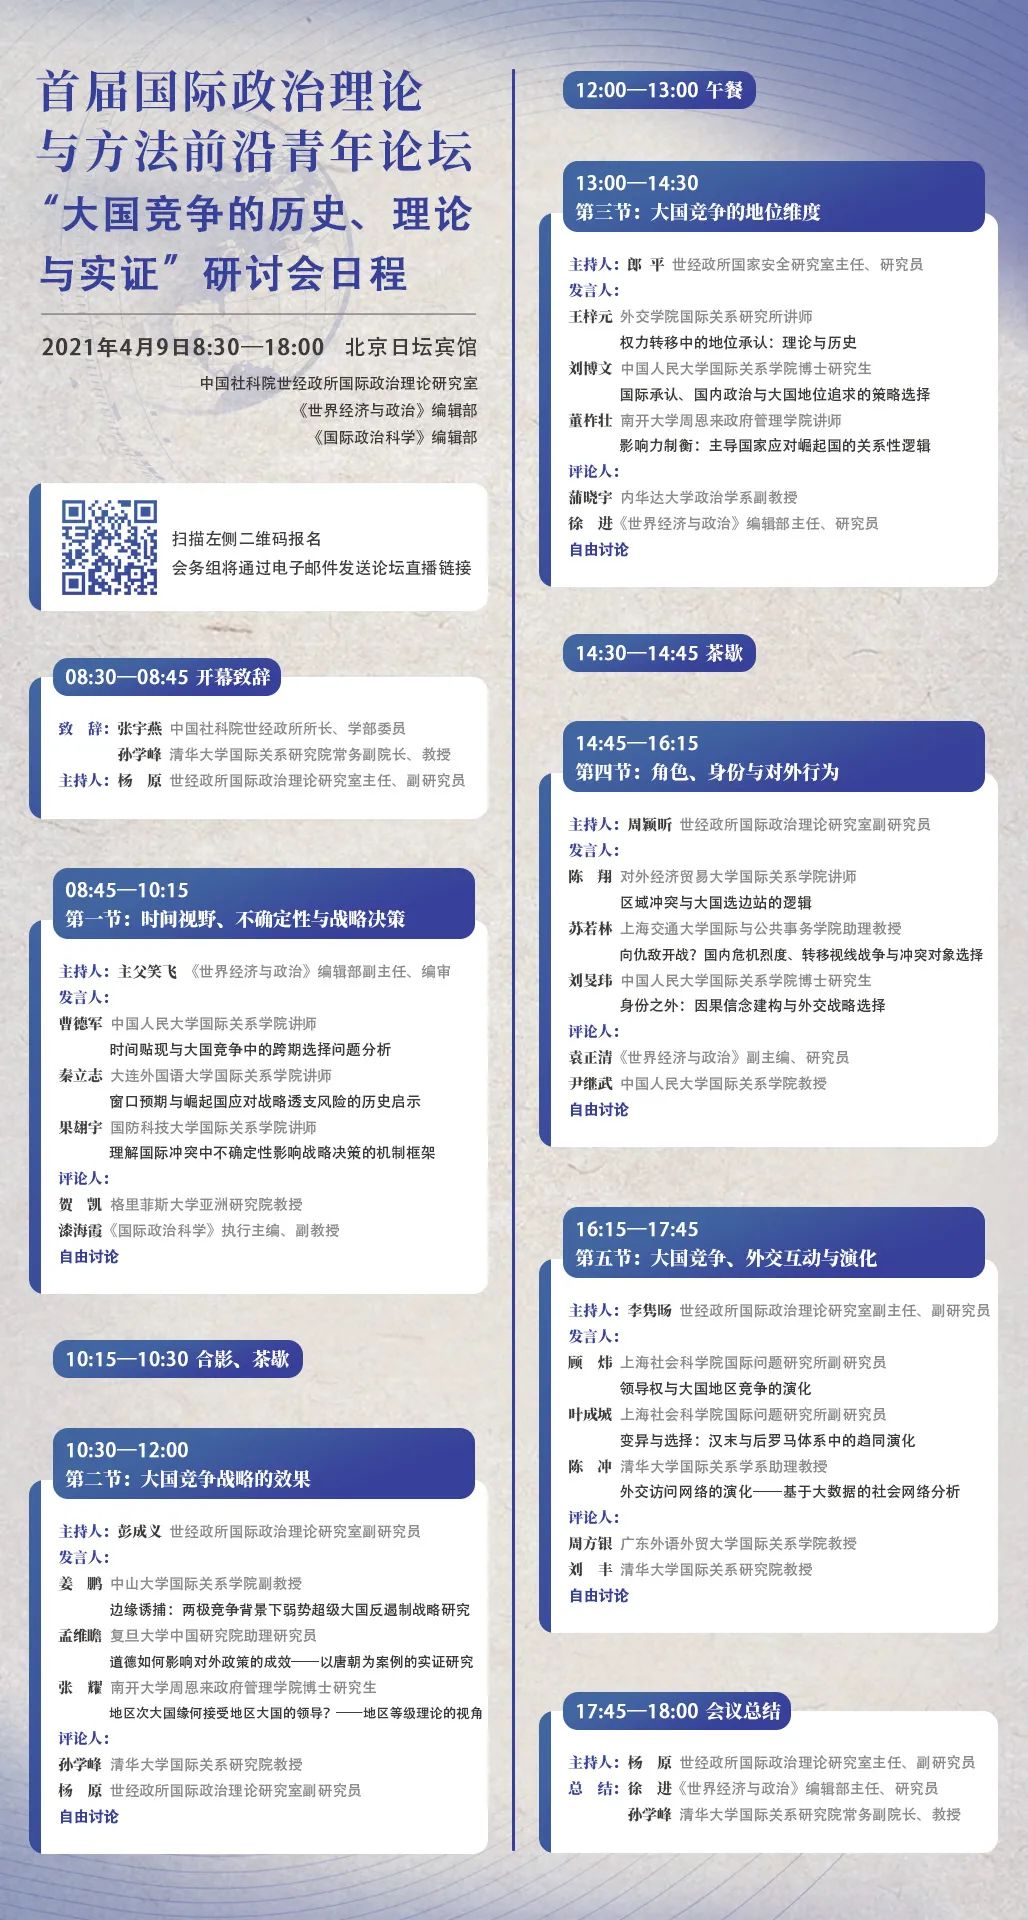 首届国际政治理论
与方法前沿青年论坛
“大国竞争的历史、理论
与实证”研讨会日程
2021年4月9日8:30—18:00 北京日坛宾馆
中国社科院世经政所国际政治理论研究室
《世界经济与政治》编辑部
《国际政治科学》编辑部
扫描左侧二维码报名
会务组将通过电子邮件发送论坛直播链接
08:30—08:45 开幕致辞
致 辞：张宇燕 中国社科院世经政所所长、学部委员
孙学峰 清华大学国际关系研究院常务副院长、教授
主持人：杨 原 世经政所国际政治理论研究室主任、副研究员
08:45—10:15
第一节：时间视野、不确定性与战略决策
主持人：主父笑飞 《世界经济与政治》编辑部副主任、编审
发言人：
曹德军 中国人民大学国际关系学院讲师
时间贴现与大国竞争中的跨期选择问题分析
秦立志 大连外国语大学国际关系学院讲师
窗口预期与崛起国应对战略透支风险的历史启示
果翃宇 国防科技大学国际关系学院讲师
理解国际冲突中不确定性影响战略决策的机制框架
评论人：
贺 凯 格里菲斯大学亚洲研究院教授
漆海霞《国际政治科学》执行主编、副教授
自由讨论
10:15—10:30 合影、茶歇
10:30—12:00
第二节：大国竞争战略的效果
主持人：彭成义 世经政所国际政治理论研究室副研究员
发言人：
姜 鹏 中山大学国际关系学院副教授
边缘诱捕：两极竞争背景下弱势超级大国反遏制战略研究
孟维瞻 复旦大学中国研究院助理研究员
道德如何影响对外政策的成效——以唐朝为案例的实证研究
张 耀 南开大学周恩来政府管理学院博士研究生
地区次大国缘何接受地区大国的领导？——地区等级理论的视角
评论人：
孙学峰 清华大学国际关系研究院教授
杨 原 世经政所国际政治理论研究室副研究员
自由讨论
12:00—13:00 午餐
13:00—14:30
第三节：大国竞争的地位维度
主持人：郎 平 世经政所国家安全研究室主任、研究员
发言人：
王梓元 外交学院国际关系研究所讲师
权力转移中的地位承认：理论与历史
刘博文 中国人民大学国际关系学院博士研究生
国际承认、国内政治与大国地位追求的策略选择
董柞壮 南开大学周恩来政府管理学院讲师
影响力制衡：主导国家应对崛起国的关系性逻辑
评论人：
蒲晓宇 内华达大学政治学系副教授
徐 进《世界经济与政治》编辑部主任、研究员
自由讨论
14:30—14:45 茶歇
14:45—16:15
第四节：角色、身份与对外行为
主持人：周颖昕 世经政所国际政治理论研究室副研究员
发言人：
陈 翔 对外经济贸易大学国际关系学院讲师
区域冲突与大国选边站的逻辑
苏若林 上海交通大学国际与公共事务学院助理教授
向仇敌开战？国内危机烈度、转移视线战争与冲突对象选择
刘旻玮 中国人民大学国际关系学院博士研究生
身份之外：因果信念建构与外交战略选择
评论人：
袁正清《世界经济与政治》副主编、研究员
尹继武 中国人民大学国际关系学院教授
自由讨论
16:15—17:45
第五节：大国竞争、外交互动与演化
主持人：李隽旸 世经政所国际政治理论研究室副主任、副研究员
发言人：
顾 炜 上海社会科学院国际问题研究所副研究员
领导权与大国地区竞争的演化
叶成城 上海社会科学院国际问题研究所副研究员
变异与选择：汉末与后罗马体系中的趋同演化
陈 冲 清华大学国际关系学系助理教授
外交访问网络的演化——基于大数据的社会网络分析
评论人：
周方银 广东外语外贸大学国际关系学院教授
刘 丰 清华大学国际关系研究院教授
自由讨论
17:45—18:00 会议总结
主持人：杨 原 世经政所国际政治理论研究室主任、副研究员
总 结：徐 进《世界经济与政治》编辑部主任、研究员
孙学峰 清华大学国际关系研究院常务副院长、教授